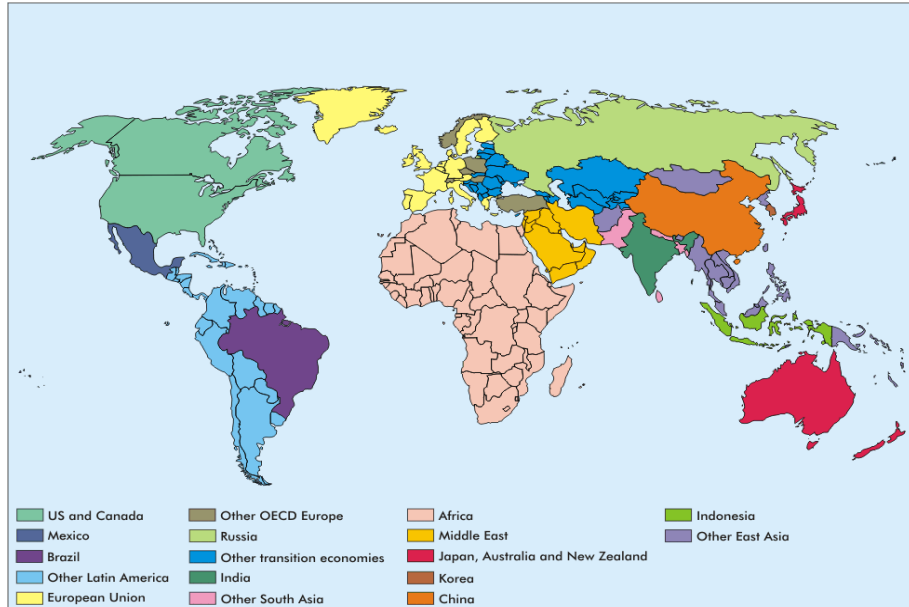 US and Canada
Mexico
Brazil
Other Latin America
European Union
Other OECD Europe
Russia
Other transition economies
India
Other South Asia
Africa
Middle East
Japan, Australia and New Zealand
Korea
China
Indonesia
Other East Asia